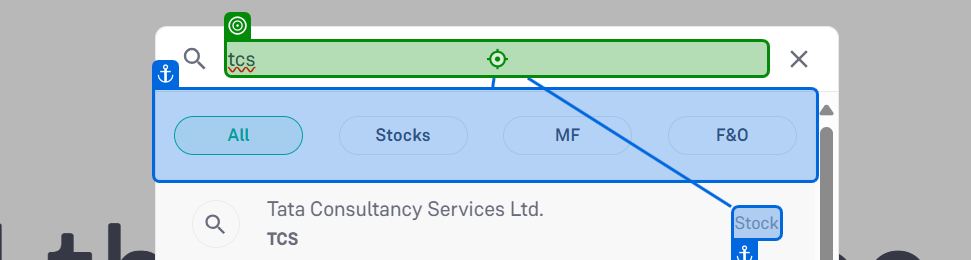 tcs
All Stocks MF F&O
Tata Consultancy Services Ltd.
TCS
Stock